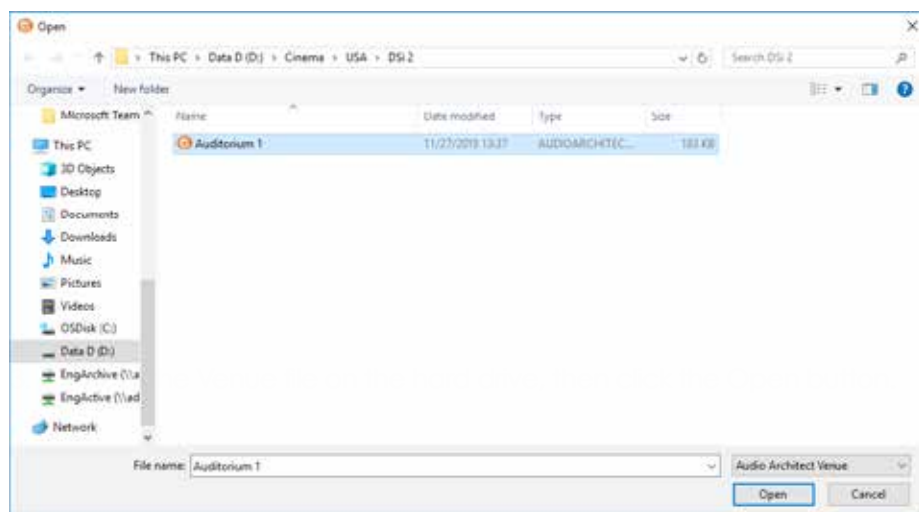 Open
This PC › Data D (D:) › Cinema › USA › DSi 2
Search DSi 2
Organize
New folder
Name
Date modified
Type
Size
Auditorium 1
11/27/2019 13:37
AUDIOARCHITEC...
183 KB
Microsoft Team
This PC
3D Objects
Desktop
Documents
Downloads
Music
Pictures
Videos
OSDisk (C:)
Data D (D:)
EngArchive (\\a
EngActive (\\ad
Network
File name: Auditorium 1
Audio Architect Venue
Open
Cancel